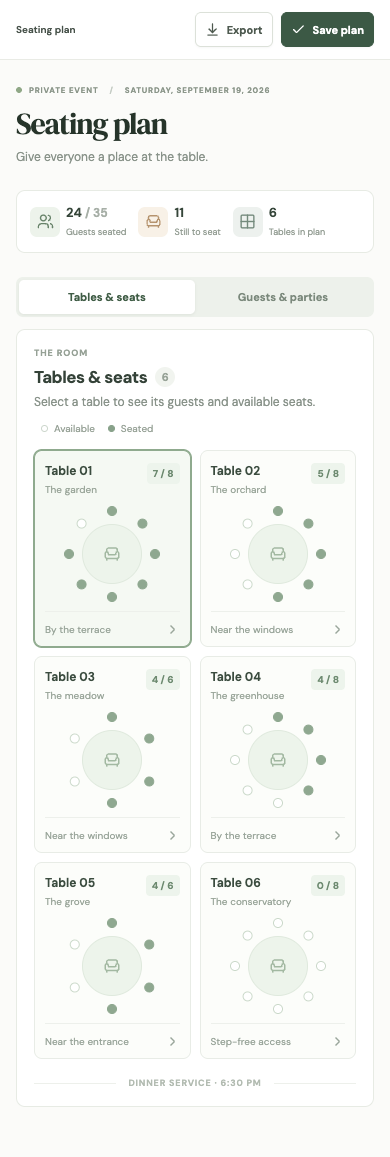 Seating plan
Export
Save plan
PRIVATE EVENT / SATURDAY, SEPTEMBER 19, 2026
Seating plan
Give everyone a place at the table.
24 / 35
Guests seated
11
Still to seat
6
Tables in plan
Tables & seats
Guests & parties
THE ROOM
Tables & seats 6
Select a table to see its guests and available seats.
Available
Seated
Table 01
7 / 8
The garden
By the terrace
Table 02
5 / 8
The orchard
Near the windows
Table 03
4 / 6
The meadow
Near the windows
Table 04
4 / 8
The greenhouse
By the terrace
Table 05
4 / 6
The grove
Near the entrance
Table 06
0 / 8
The conservatory
Step-free access
DINNER SERVICE · 6:30 PM